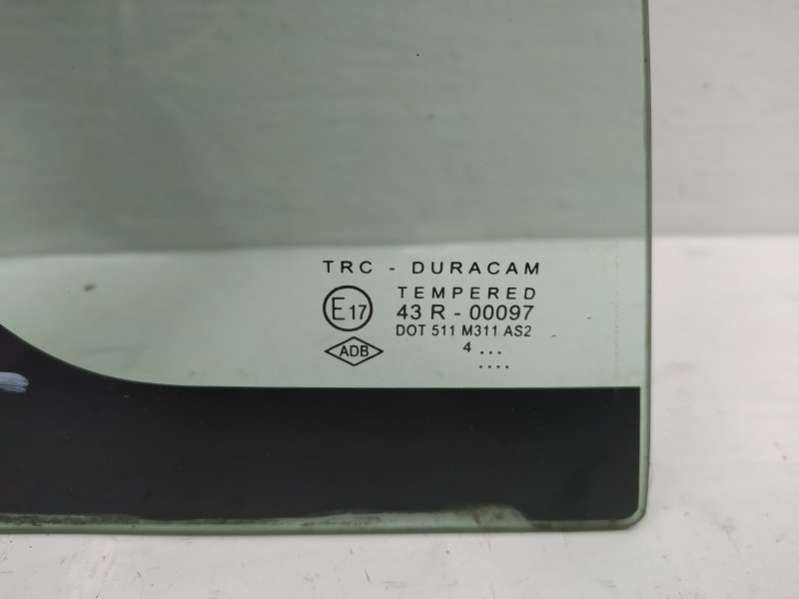 TRC - DURACAM
TEMPERED
E17 43 R - 00097
DOT 511 M311 AS2
ADB 4 ...
....